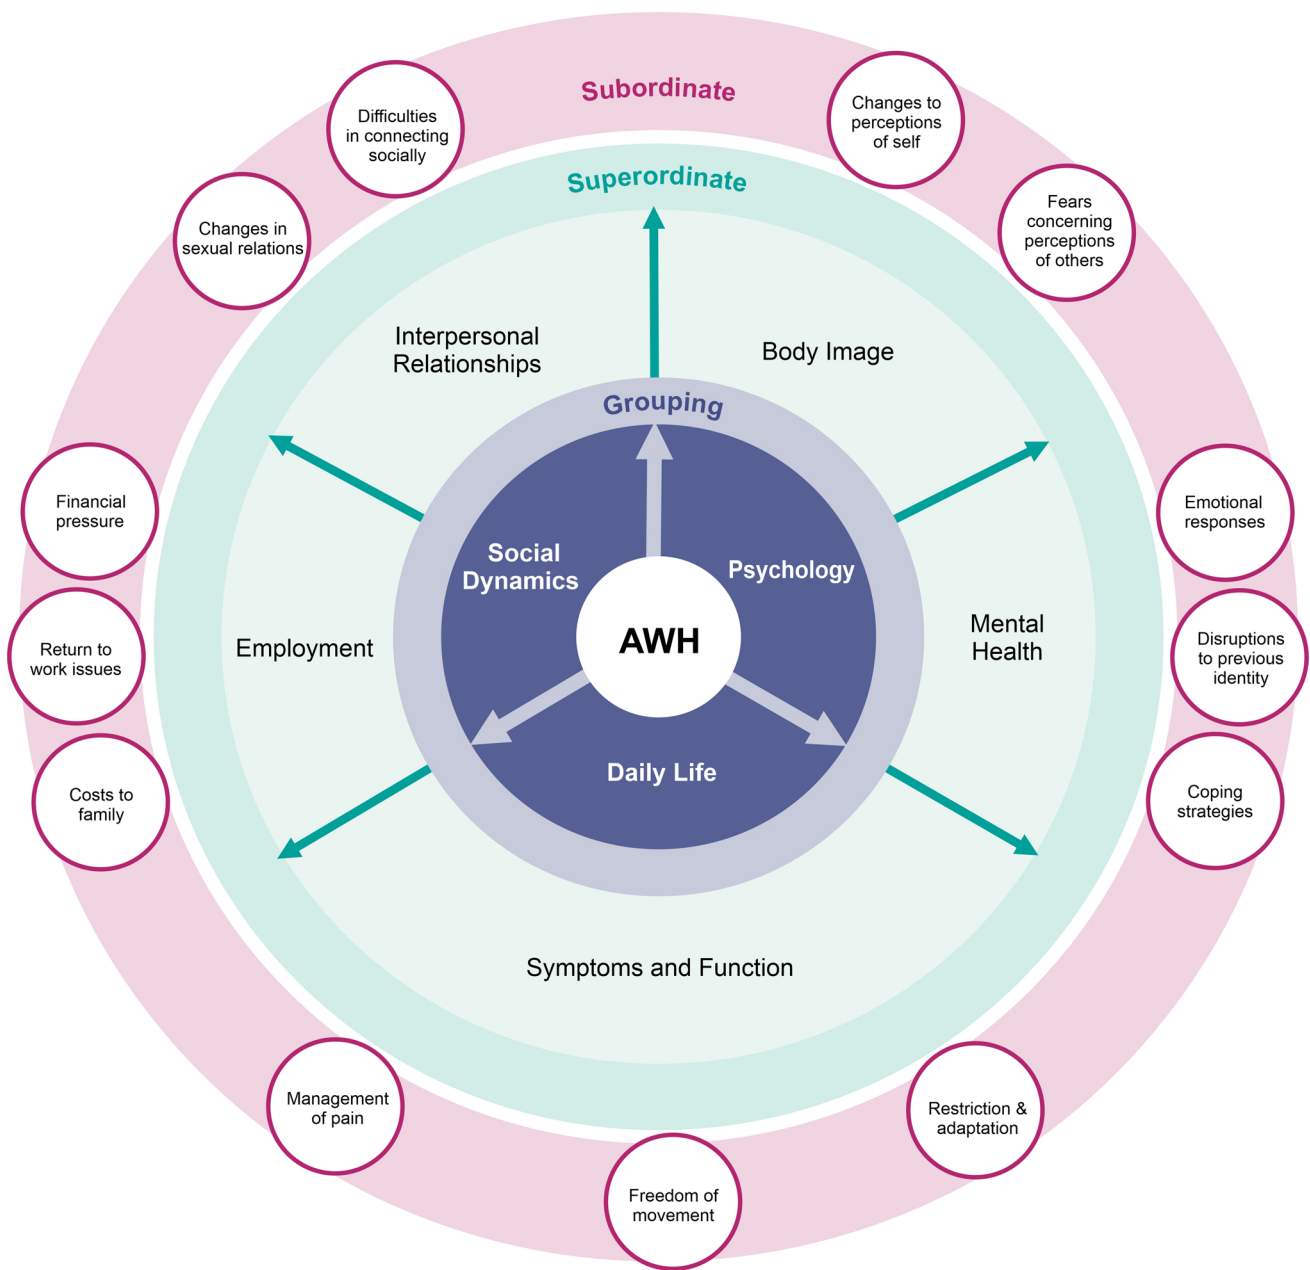 Subordinate
Difficulties
in connecting
socially
Changes to
perceptions
of self
Changes in
sexual relations
Fears
concerning
perceptions
of others
Superordinate
Interpersonal
Relationships
Body Image
Grouping
Financial
pressure
Emotional
responses
Social
Dynamics
Psychology
AWH
Employment
Mental
Health
Return to
work issues
Disruptions
to previous
identity
Daily Life
Costs to
family
Coping
strategies
Symptoms and Function
Management
of pain
Restriction &
adaptation
Freedom of
movement